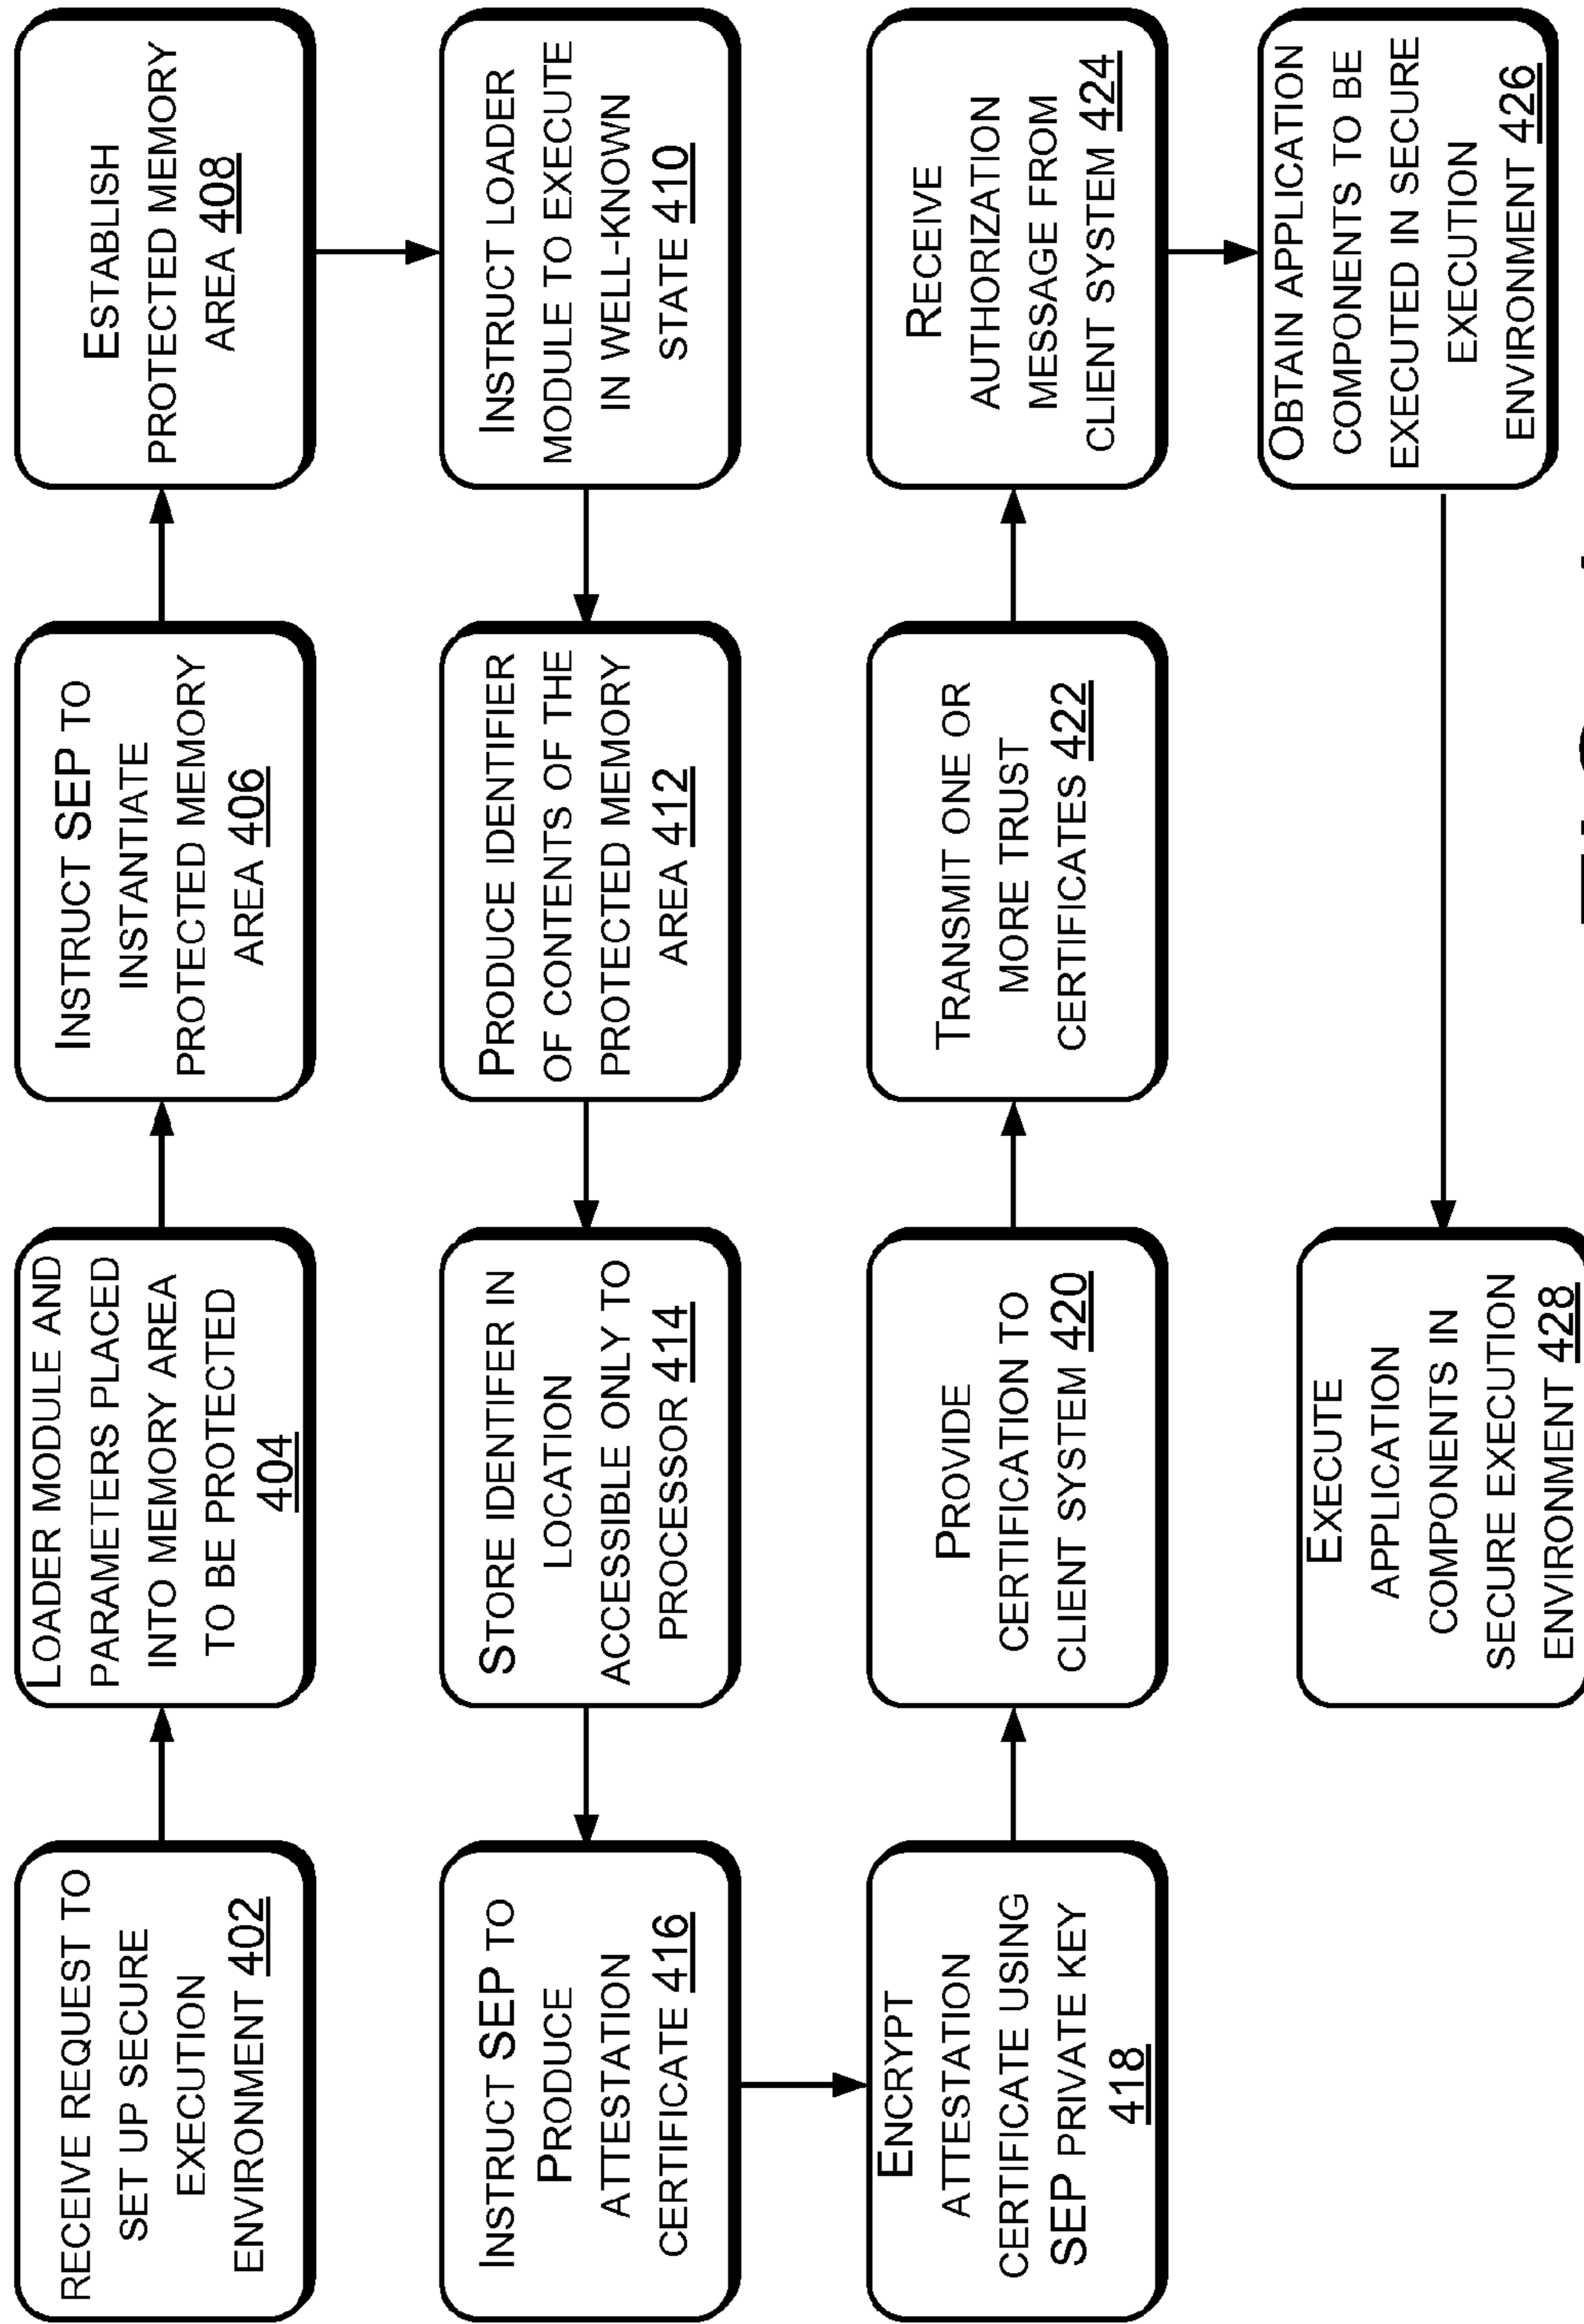 RECEIVE REQUEST TO
SET UP SECURE
EXECUTION
ENVIRONMENT 402
LOADER MODULE AND
PARAMETERS PLACED
INTO MEMORY AREA
TO BE PROTECTED
404
INSTRUCT SEP TO
INSTANTIATE
PROTECTED MEMORY
AREA 406
ESTABLISH
PROTECTED MEMORY
AREA 408
INSTRUCT LOADER
MODULE TO EXECUTE
IN WELL-KNOWN
STATE 410
PRODUCE IDENTIFIER
OF CONTENTS OF THE
PROTECTED MEMORY
AREA 412
STORE IDENTIFER IN
LOCATION
ACCESSIBLE ONLY TO
PROCESSOR 414
INSTRUCT SEP TO
PRODUCE
ATTESTATION
CERTIFICATE 416
ENCRYPT
ATTESTATION
CERTIFICATE USING
SEP PRIVATE KEY
418
PROVIDE
CERTIFICATION TO
CLIENT SYSTEM 420
TRANSMIT ONE OR
MORE TRUST
CERTIFICATES 422
RECEIVE
AUTHORIZATION
MESSAGE FROM
CLIENT SYSTEM 424
OBTAIN APPLICATION
COMPONENTS TO BE
EXECUTED IN SECURE
EXECUTION
ENVIRONMENT 426
EXECUTE
APPLICATION
COMPONENTS IN
SECURE EXECUTION
ENVIRONMENT 428